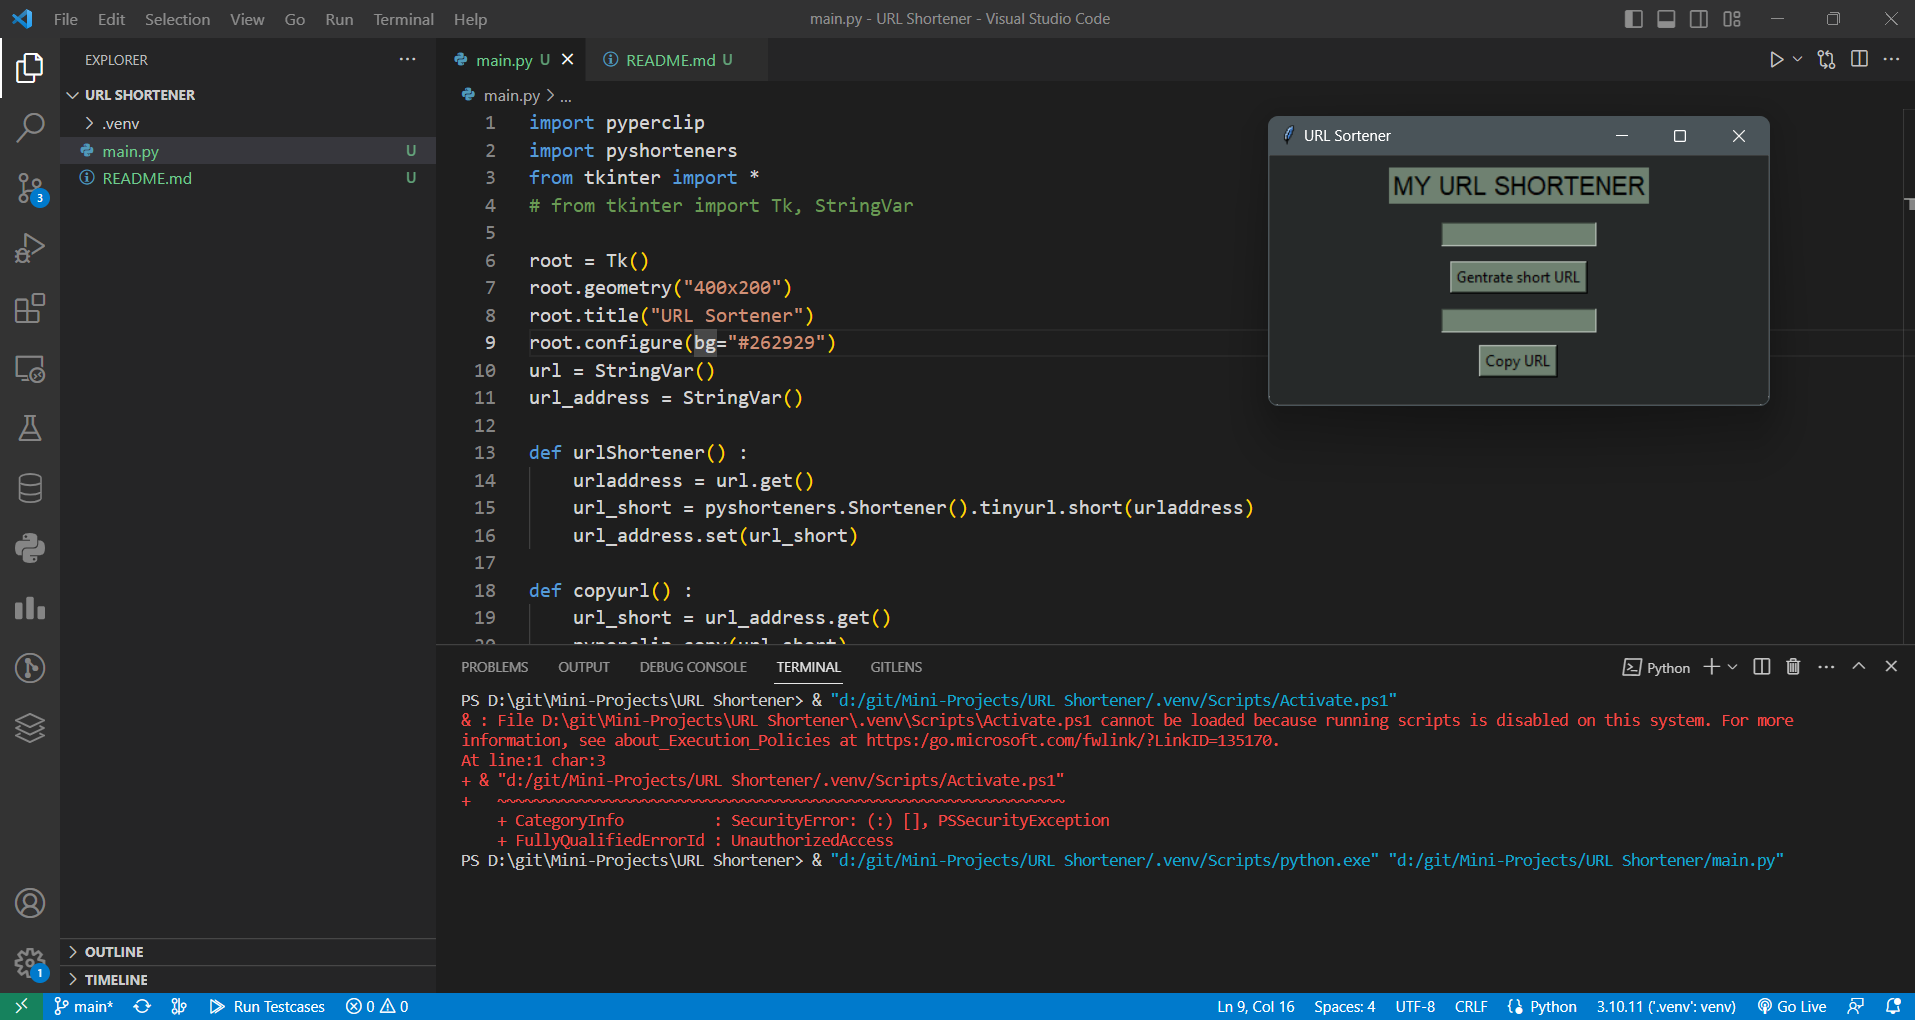 File Edit Selection View Go Run Terminal Help
main.py - URL Shortener - Visual Studio Code
EXPLORER
URL SHORTENER
.venv
main.py U
README.md U
OUTLINE
TIMELINE
3
1
main.py U
README.md U
main.py > ...
1 import pyperclip
2 import pyshorteners
3 from tkinter import *
4 # from tkinter import Tk, StringVar
5
6 root = Tk()
7 root.geometry("400x200")
8 root.title("URL Sortener")
9 root.configure(bg="#262929")
10 url = StringVar()
11 url_address = StringVar()
12
13 def urlShortener() :
14 urladdress = url.get()
15 url_short = pyshorteners.Shortener().tinyurl.short(urladdress)
16 url_address.set(url_short)
17
18 def copyurl() :
19 url_short = url_address.get()
20 pyperclip.copy(url_short)
URL Sortener
MY URL SHORTENER
Gentrate short URL
Copy URL
PROBLEMS OUTPUT DEBUG CONSOLE TERMINAL GITLENS
Python
PS D:\git\Mini-Projects\URL Shortener> & "d:/git/Mini-Projects/URL Shortener/.venv/Scripts/Activate.ps1"
& : File D:\git\Mini-Projects\URL Shortener\.venv\Scripts\Activate.ps1 cannot be loaded because running scripts is disabled on this system. For more
information, see about_Execution_Policies at https:/go.microsoft.com/fwlink/?LinkID=135170.
At line:1 char:3
+ & "d:/git/Mini-Projects/URL Shortener/.venv/Scripts/Activate.ps1"
+ ~~~~~~~~~~~~~~~~~~~~~~~~~~~~~~~~~~~~~~~~~~~~~~~~~~~~~~~~~~~~~~~
+ CategoryInfo : SecurityError: (:) [], PSSecurityException
+ FullyQualifiedErrorId : UnauthorizedAccess
PS D:\git\Mini-Projects\URL Shortener> & "d:/git/Mini-Projects/URL Shortener/.venv/Scripts/python.exe" "d:/git/Mini-Projects/URL Shortener/main.py"
main* Run Testcases 0 0 Ln 9, Col 16 Spaces: 4 UTF-8 CRLF Python 3.10.11 ('.venv': venv) Go Live